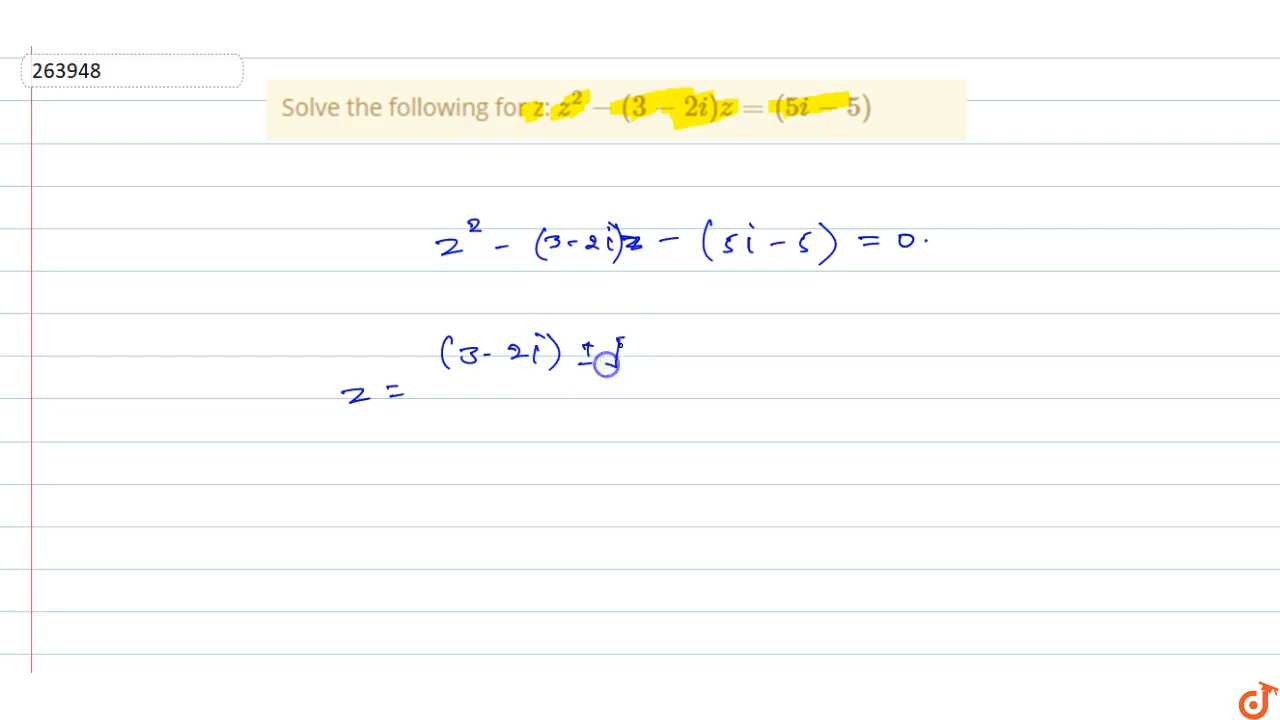 263948
Solve the following for z: z² − (3 − 2i)z = (5i − 5)
z² - (3-2i)z - (5i - 5) = 0.
(3- 2i) ± √
z =